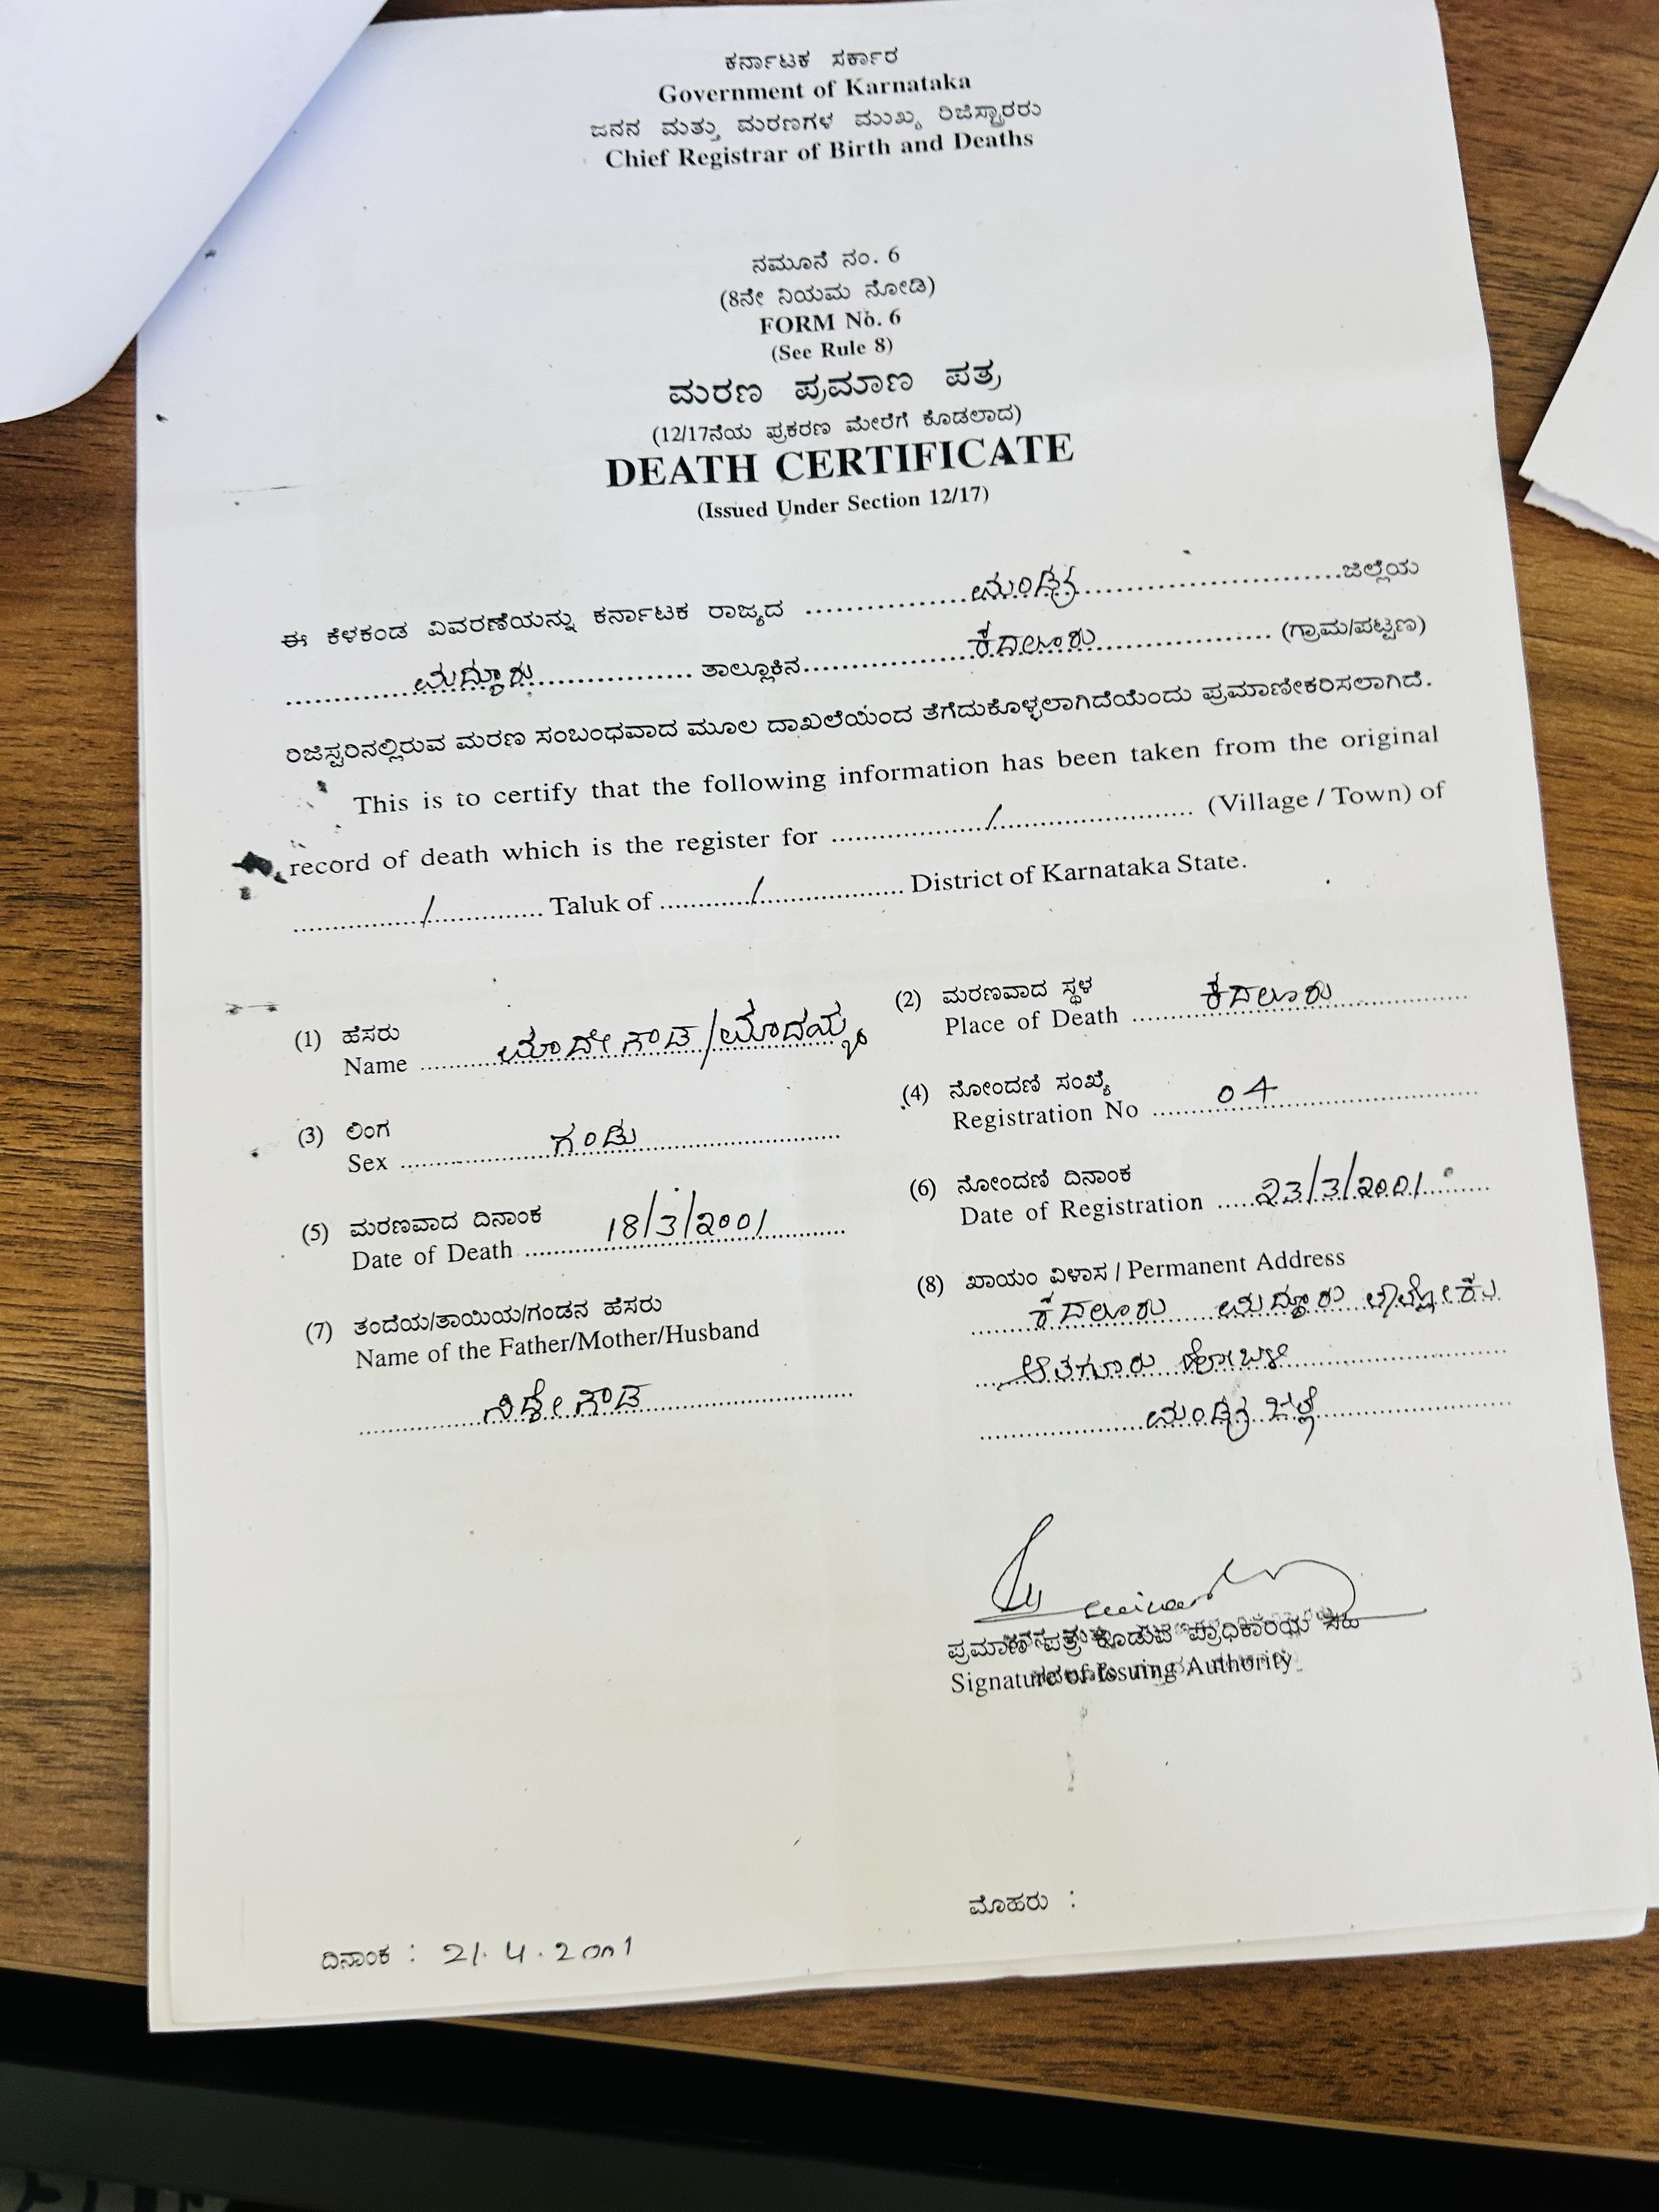 ಕರ್ನಾಟಕ ಸರ್ಕಾರ
Government of Karnataka
ಜನನ ಮತ್ತು ಮರಣಗಳ ಮುಖ್ಯ ರಿಜಿಸ್ಟ್ರಾರರು
Chief Registrar of Birth and Deaths
ನಮೂನೆ ನಂ. 6
(8ನೇ ನಿಯಮ ನೋಡಿ)
FORM No. 6
(See Rule 8)
ಮರಣ ಪ್ರಮಾಣ ಪತ್ರ
(12/17ನೆಯ ಪ್ರಕರಣ ಮೇರೆಗೆ ಕೊಡಲಾದ)
DEATH CERTIFICATE
(Issued Under Section 12/17)
ಈ ಕೆಳಕಂಡ ವಿವರಣೆಯನ್ನು ಕರ್ನಾಟಕ ರಾಜ್ಯದ ಮಂಡ್ಯ ಜಿಲ್ಲೆಯ
ಮದ್ದೂರು ತಾಲ್ಲೂಕಿನ ಕೆದಲೂರು (ಗ್ರಾಮ/ಪಟ್ಟಣ)
ರಿಜಿಸ್ಟರಿನಲ್ಲಿರುವ ಮರಣ ಸಂಬಂಧವಾದ ಮೂಲ ದಾಖಲೆಯಿಂದ ತೆಗೆದುಕೊಳ್ಳಲಾಗಿದೆಯೆಂದು ಪ್ರಮಾಣೀಕರಿಸಲಾಗಿದೆ.
This is to certify that the following information has been taken from the original
record of death which is the register for / (Village / Town) of
/ Taluk of / District of Karnataka State.
(1) ಹೆಸರು
Name ಮಾದೇಗೌಡ/ಮಾದಯ್ಯ
(2) ಮರಣವಾದ ಸ್ಥಳ
Place of Death ಕೆದಲೂರು
(3) ಲಿಂಗ
Sex ಗಂಡು
(4) ನೋಂದಣಿ ಸಂಖ್ಯೆ
Registration No 04
(5) ಮರಣವಾದ ದಿನಾಂಕ
Date of Death 18/3/2001
(6) ನೋಂದಣಿ ದಿನಾಂಕ
Date of Registration 23/3/2001
(7) ತಂದೆಯ/ತಾಯಿಯ/ಗಂಡನ ಹೆಸರು
Name of the Father/Mother/Husband
(8) ಖಾಯಂ ವಿಳಾಸ / Permanent Address
ಕೆದಲೂರು ಮದ್ದೂರು ತಾಲ್ಲೋಕು
ಆತಗೂರು ಹೋಬಳಿ
ಮಂಡ್ಯ ಜಿಲ್ಲೆ
ಪ್ರಮಾಣ ಪತ್ರ ಕೊಡುವ ಪ್ರಾಧಿಕಾರಿಯ ಸಹಿ
Signature of Issuing Authority
ಮೊಹರು :
ದಿನಾಂಕ : 21.4.2001